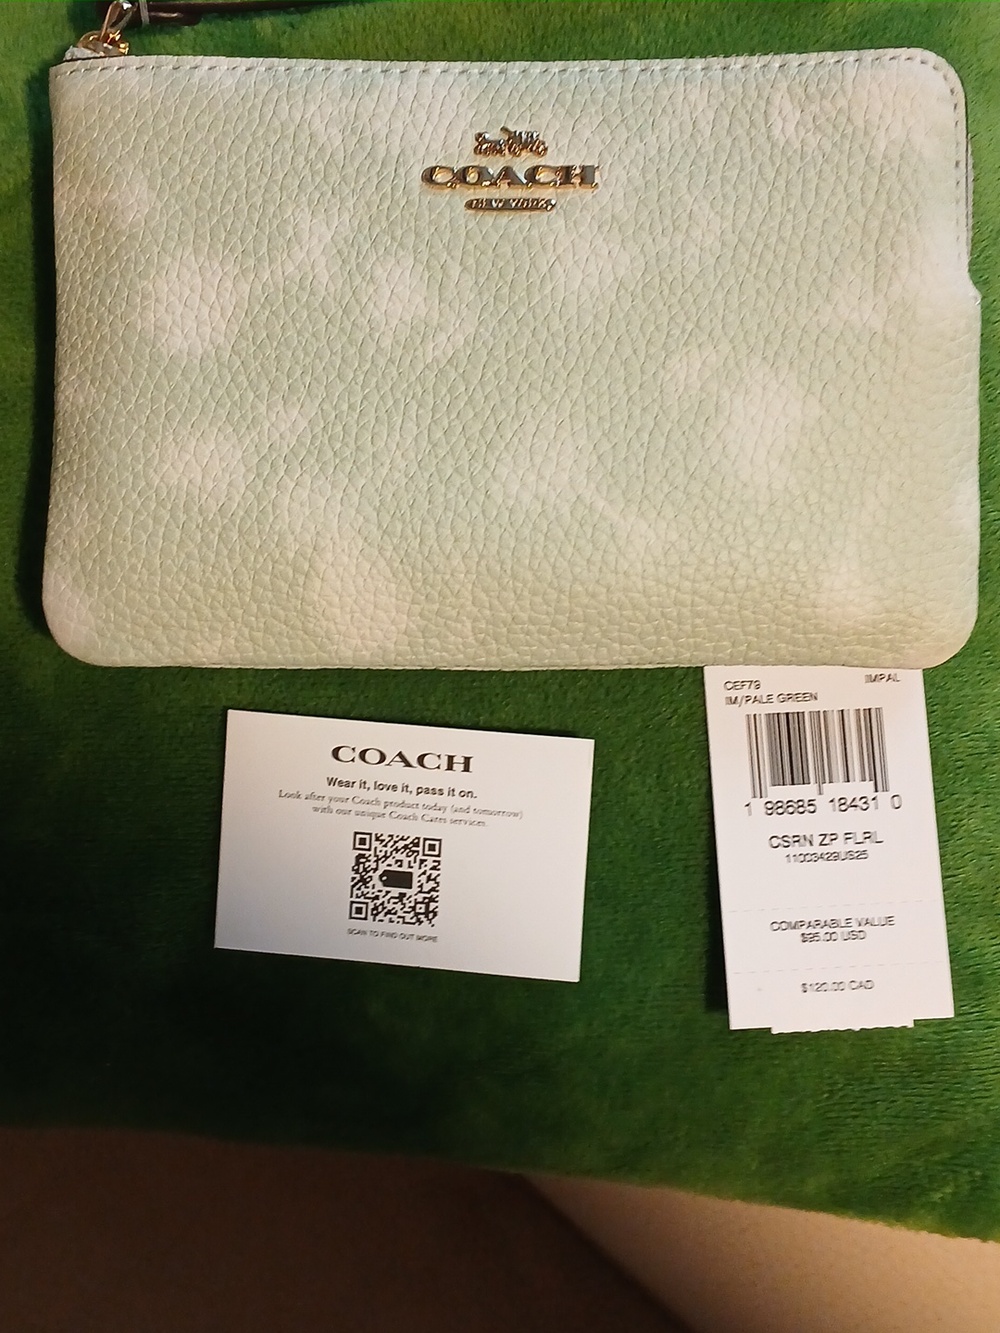 COACH
NEW YORK
CEF79 IMPAL
IM/PALE GREEN
1 98685 18431 0
CSRN ZP FLRL
11003429US25
COMPARABLE VALUE
$95.00 USD
$120.00 CAD
COACH
Wear it, love it, pass it on.
Look after your Coach product today (and tomorrow)
with our unique Coach Cares services.
SCAN TO FIND OUT MORE